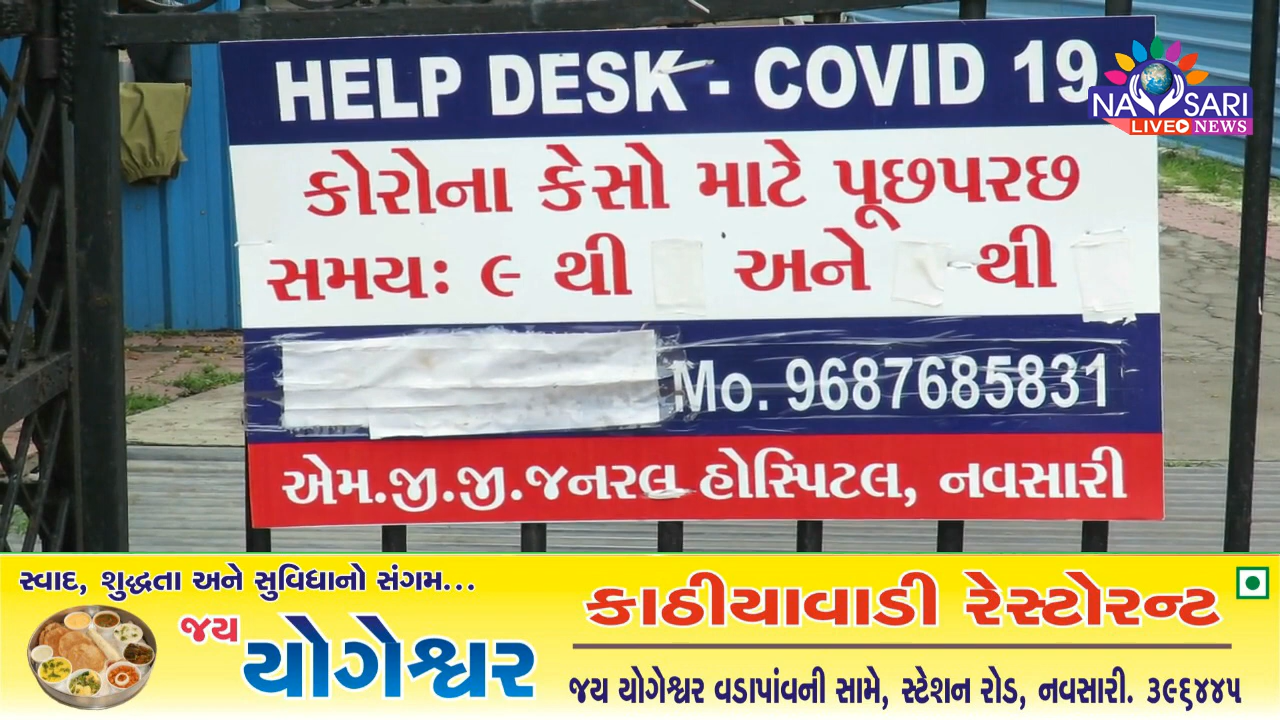 HELP DESK - COVID 19
NAVSARI
LIVE NEWS
કોરોના કેસો માટે પૂછપરછ
સમયઃ ૯ થી અને થી
Mo. 9687685831
એમ.જી.જી.જનરલ હોસ્પિટલ, નવસારી
સ્વાદ, શુદ્ધતા અને સુવિધાનો સંગમ...
જય યોગેશ્વર
કાઠીયાવાડી રેસ્ટોરન્ટ
જય યોગેશ્વર વડાપાંવની સામે, સ્ટેશન રોડ, નવસારી. ૩૯૬૪૪૫